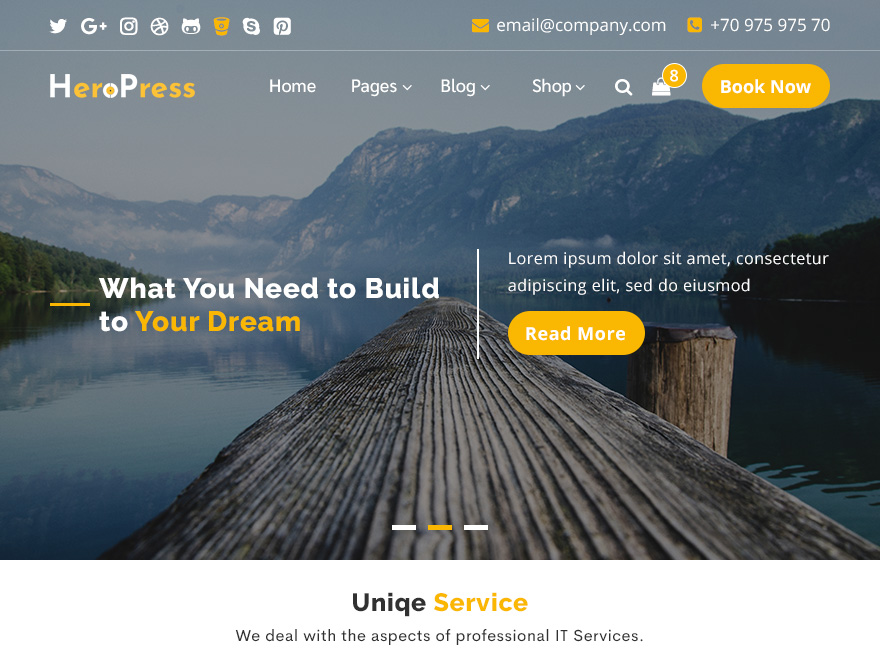 email@company.com +70 975 975 70
HeroPress Home Pages Blog Shop 8 Book Now
What You Need to Build
to Your Dream
Lorem ipsum dolor sit amet, consectetur
adipiscing elit, sed do eiusmod
Read More
Uniqe Service
We deal with the aspects of professional IT Services.